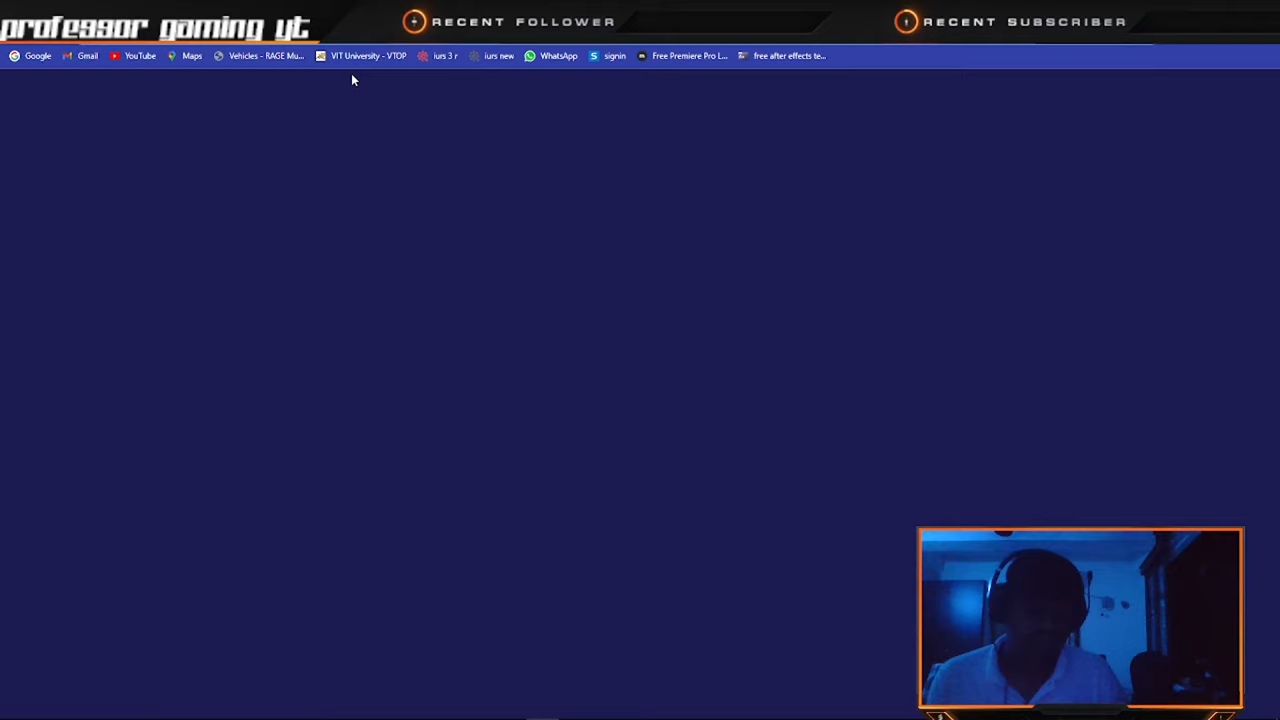 professor gaming yt
RECENT FOLLOWER
RECENT SUBSCRIBER
Google Gmail YouTube Maps Vehicles - RAGE Mu... VIT University - VTOP iurs 3 r iurs new WhatsApp signin Free Premiere Pro L... free after effects te...